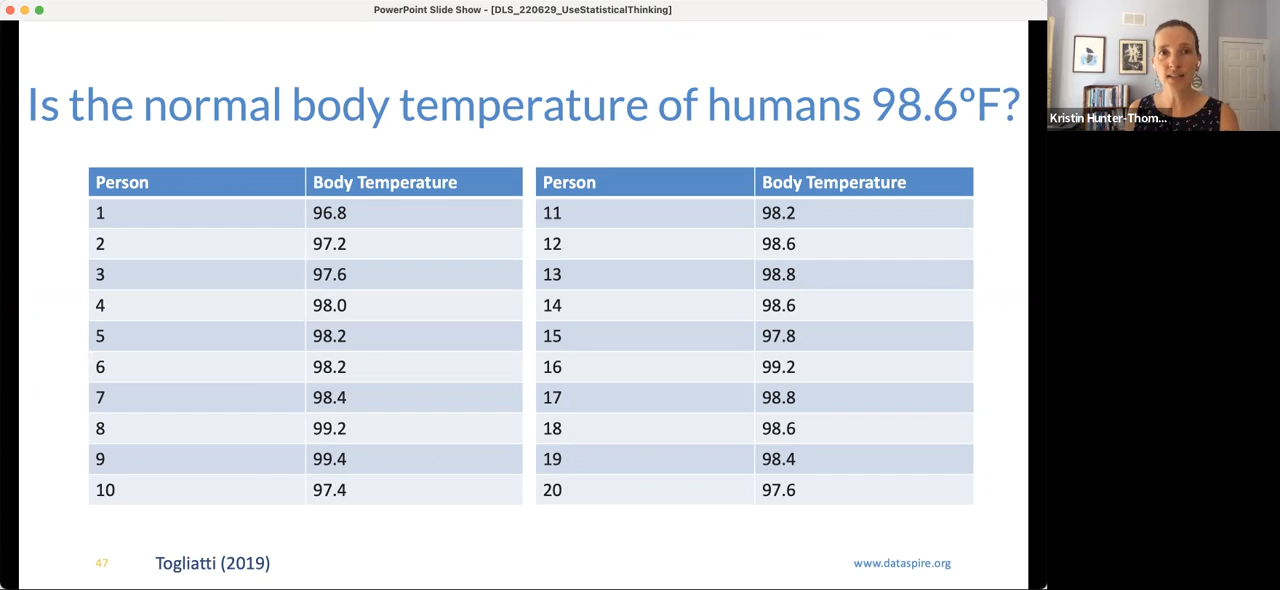 PowerPoint Slide Show - [DLS_220629_UseStatisticalThinking]
Is the normal body temperature of humans 98.6ºF?
Person Body Temperature Person Body Temperature
1 96.8 11 98.2
2 97.2 12 98.6
3 97.6 13 98.8
4 98.0 14 98.6
5 98.2 15 97.8
6 98.2 16 99.2
7 98.4 17 98.8
8 99.2 18 98.6
9 99.4 19 98.4
10 97.4 20 97.6
47 Togliatti (2019) www.dataspire.org
Kristin Hunter-Thom...